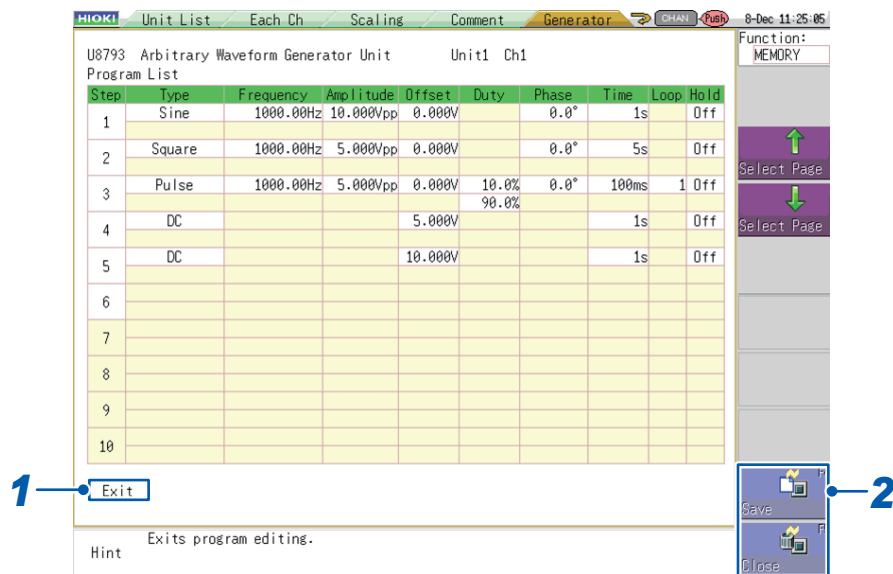 HIOKI Unit List Each Ch Scaling Comment Generator CHAN Push 8-Dec 11:25:05
Function:
MEMORY
U8793 Arbitrary Waveform Generator Unit Unit1 Ch1
Program List
Step Type Frequency Amplitude Offset Duty Phase Time Loop Hold
1 Sine 1000.00Hz 10.000Vpp 0.000V 0.0° 1s Off
2 Square 1000.00Hz 5.000Vpp 0.000V 0.0° 5s Off
Select Page
3 Pulse 1000.00Hz 5.000Vpp 0.000V 10.0% 0.0° 100ms 1 Off
90.0%
4 DC 5.000V 1s Off
Select Page
5 DC 10.000V 1s Off
6
7
8
9
10
1 Exit
2
Save
Hint Exits program editing.
Close